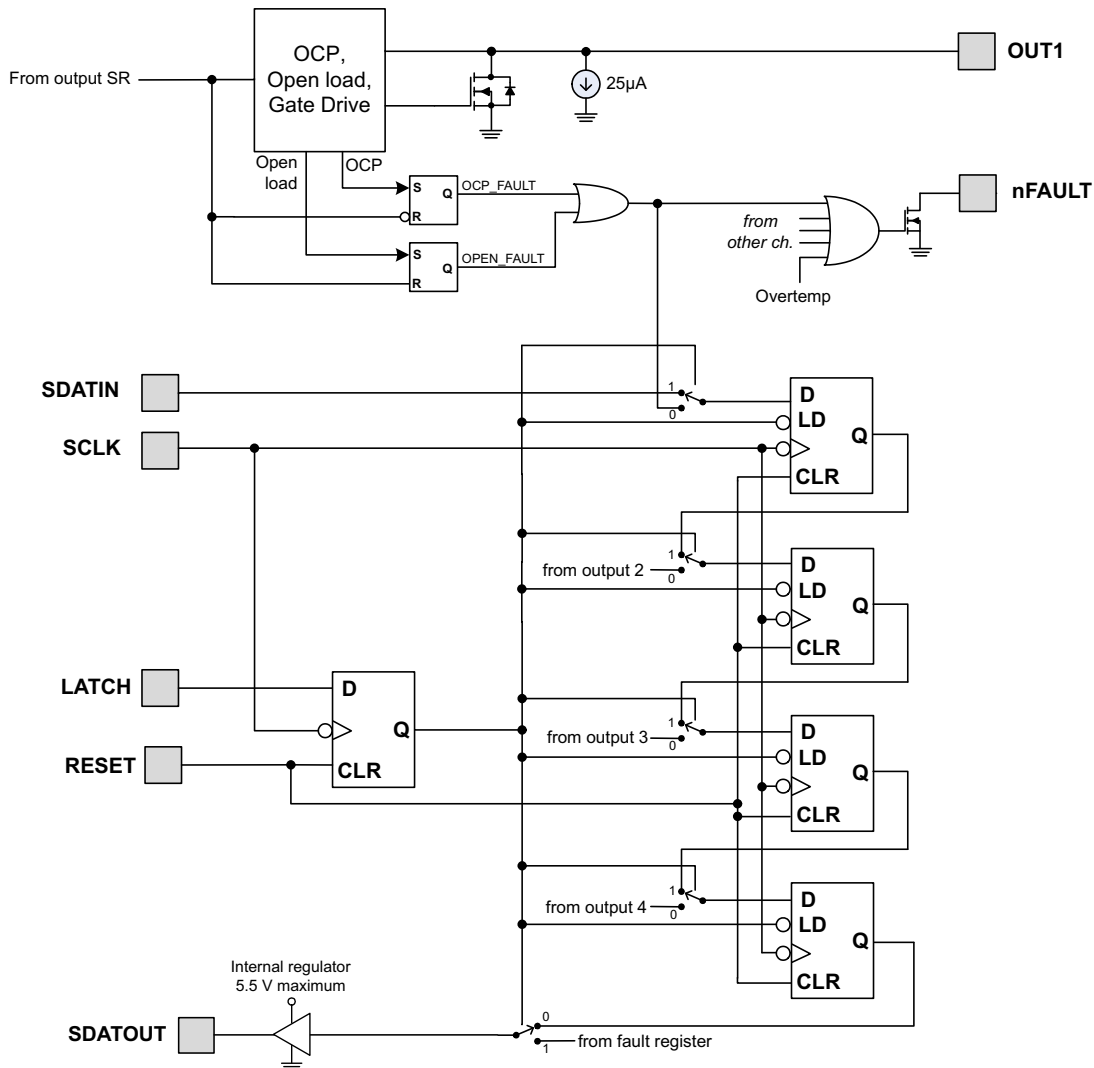 OCP,
Open load,
Gate Drive
From output SR
OUT1
25µA
Open
load
OCP
S
Q
R
OCP_FAULT
S
Q
R
OPEN_FAULT
from
other ch.
Overtemp
nFAULT
SDATIN
1
0
D
LD
Q
CLR
SCLK
from output 2
1
0
D
LD
Q
CLR
LATCH
D
Q
CLR
RESET
from output 3
1
0
D
LD
Q
CLR
from output 4
1
0
D
LD
Q
CLR
Internal regulator
5.5 V maximum
SDATOUT
0
1
from fault register